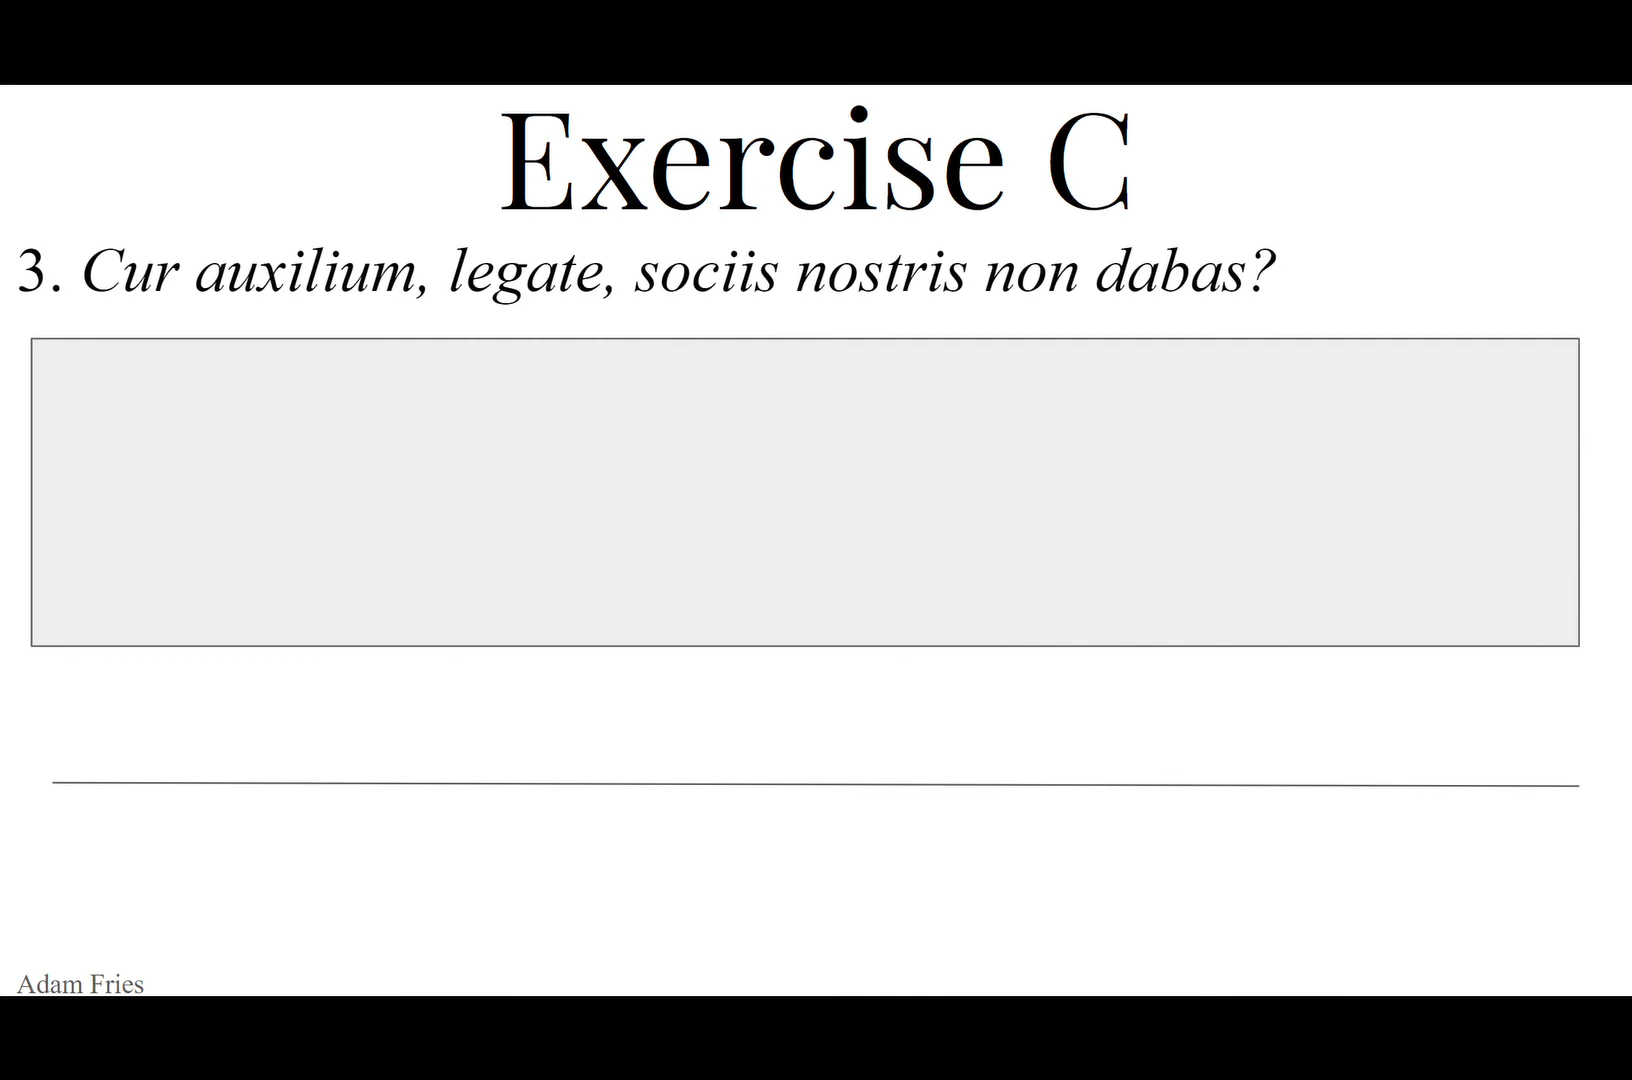 Exercise C
3. Cur auxilium, legate, sociis nostris non dabas?
Adam Fries